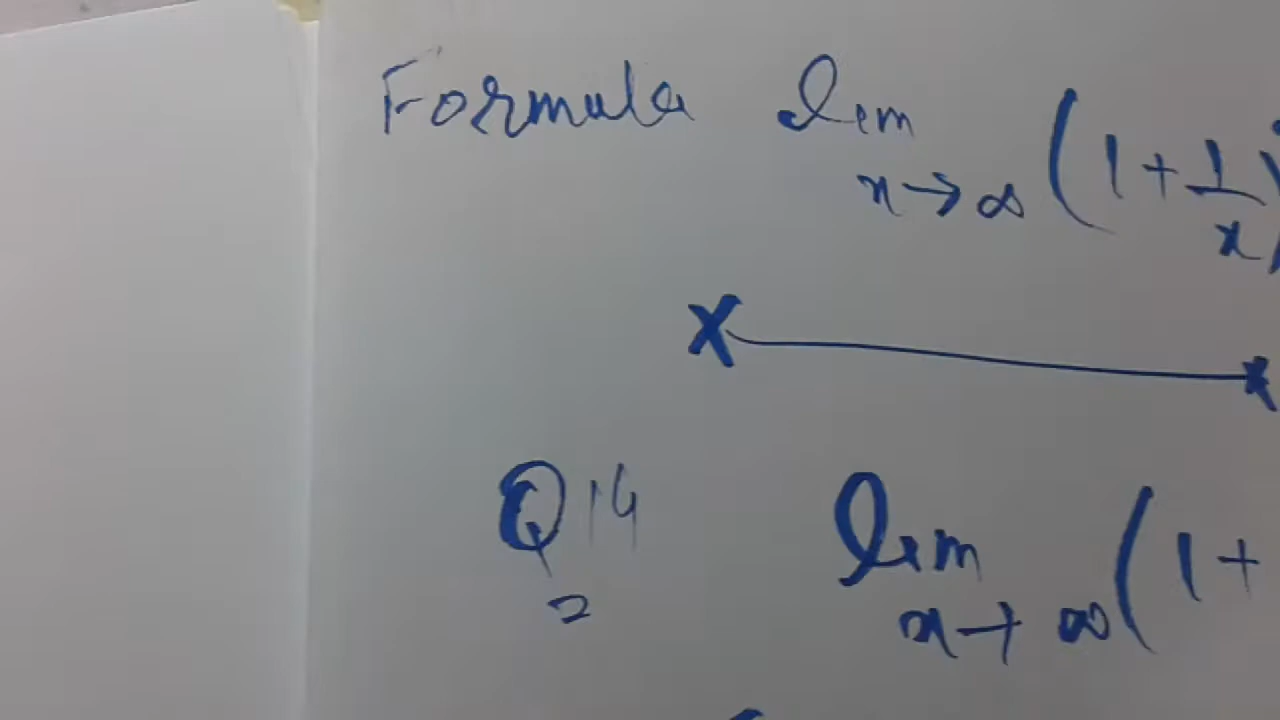 Formula lim x→∞ (1+1/x)
Q14 lim x→∞ (1+